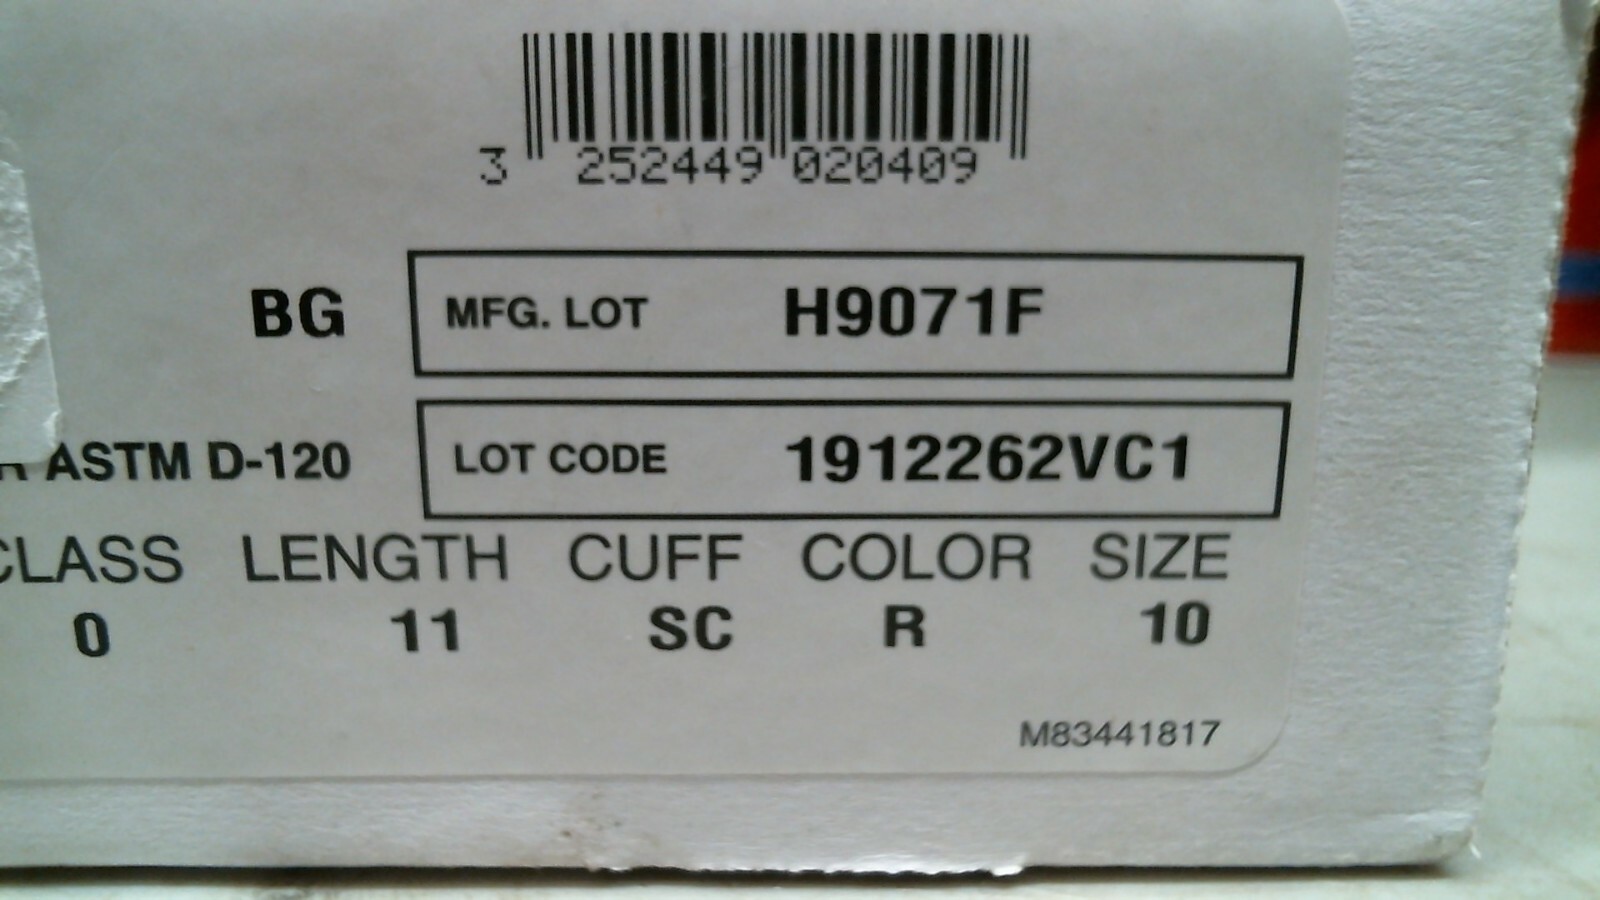 3 252449 020409
BG MFG. LOT H9071F
ASTM D-120 LOT CODE 1912262VC1
CLASS LENGTH CUFF COLOR SIZE
0 11 SC R 10
M83441817